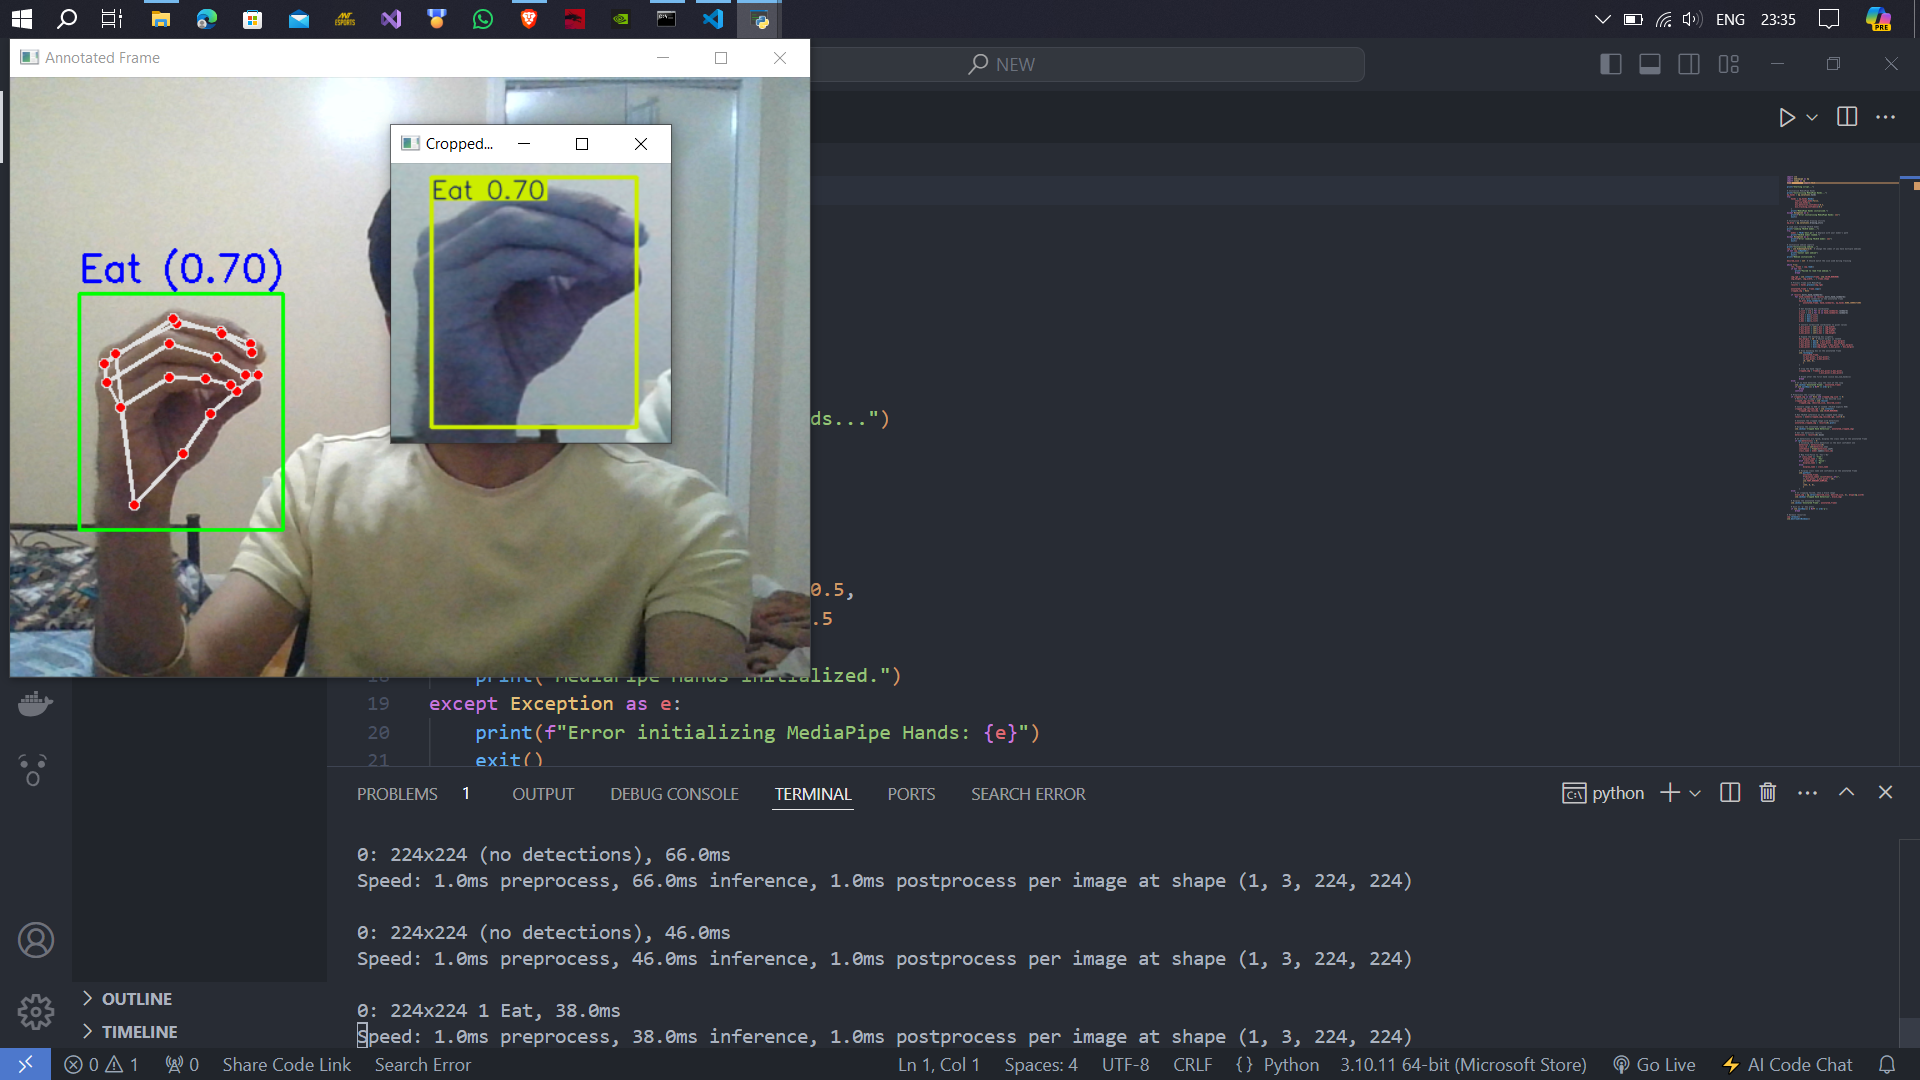 ENG
23:35
Annotated Frame
NEW
Cropped...
Eat 0.70
Eat (0.70)
ds...")
0.5,
.5
18 print("MediaPipe Hands initialized.")
19 except Exception as e:
20 print(f"Error initializing MediaPipe Hands: {e}")
21 exit()
PROBLEMS 1 OUTPUT DEBUG CONSOLE TERMINAL PORTS SEARCH ERROR
python
0: 224x224 (no detections), 66.0ms
Speed: 1.0ms preprocess, 66.0ms inference, 1.0ms postprocess per image at shape (1, 3, 224, 224)
0: 224x224 (no detections), 46.0ms
Speed: 1.0ms preprocess, 46.0ms inference, 1.0ms postprocess per image at shape (1, 3, 224, 224)
0: 224x224 1 Eat, 38.0ms
Speed: 1.0ms preprocess, 38.0ms inference, 1.0ms postprocess per image at shape (1, 3, 224, 224)
OUTLINE
TIMELINE
0 1 0 Share Code Link Search Error Ln 1, Col 1 Spaces: 4 UTF-8 CRLF {} Python 3.10.11 64-bit (Microsoft Store) Go Live AI Code Chat